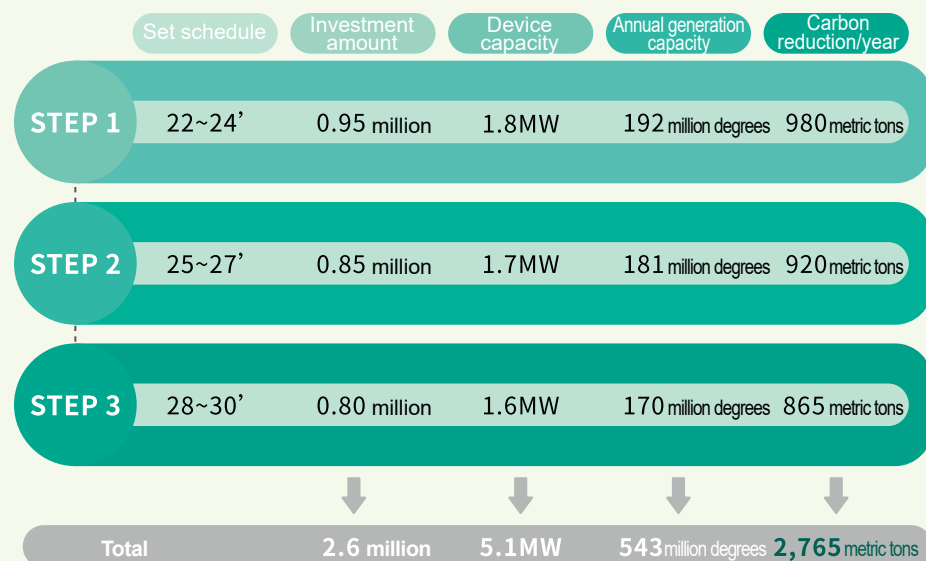 Set schedule
Investment amount
Device capacity
Annual generation capacity
Carbon reduction/year
STEP 1 22~24’ 0.95 million 1.8MW 192 million degrees 980 metric tons
STEP 2 25~27’ 0.85 million 1.7MW 181 million degrees 920 metric tons
STEP 3 28~30’ 0.80 million 1.6MW 170 million degrees 865 metric tons
Total 2.6 million 5.1MW 543 million degrees 2,765 metric tons